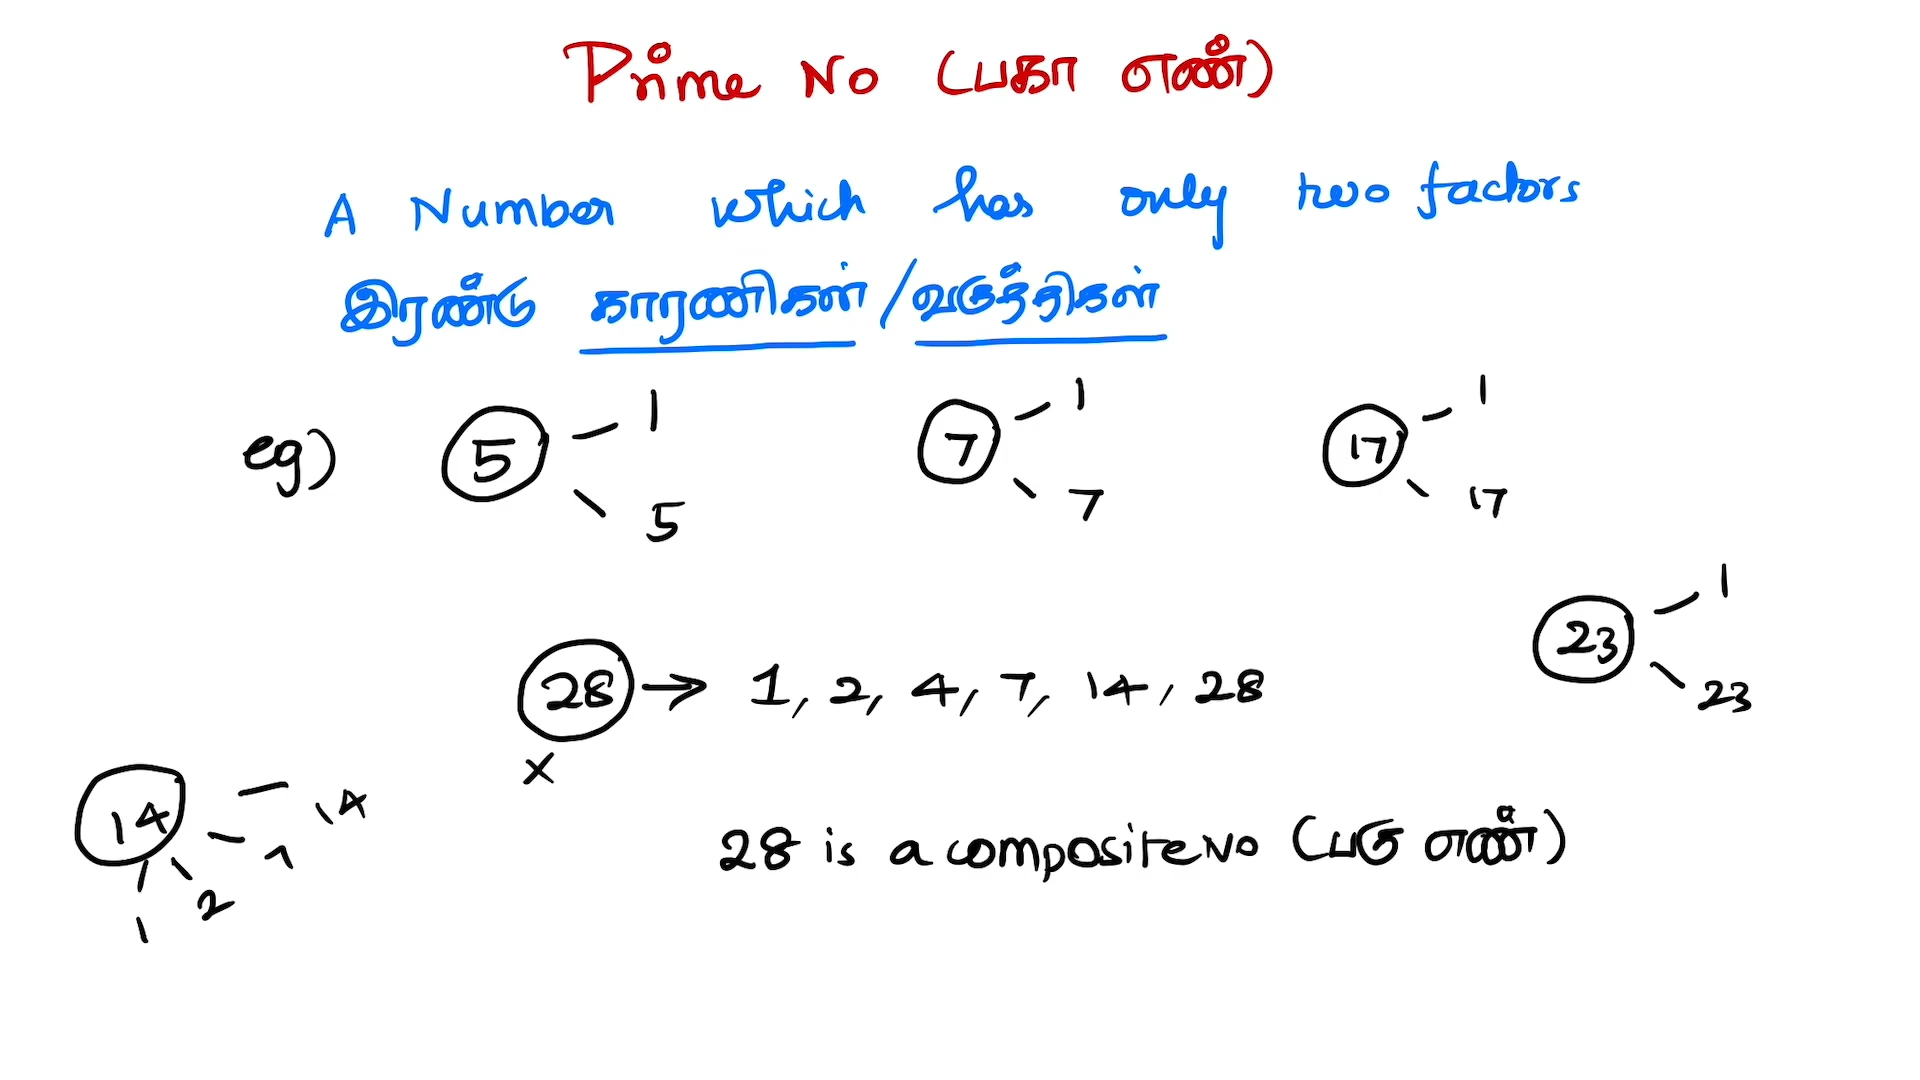 Prime No (பகா எண்)
A Number which has only two factors
இரண்டு காரணிகள் / வகுத்திகள்
eg) 5 1 5 7 1 7 17 1 17
23 1 23
28 → 1, 2, 4, 7, 14, 28
x
14 14 7 2 1
28 is a composite No (பகு எண்)